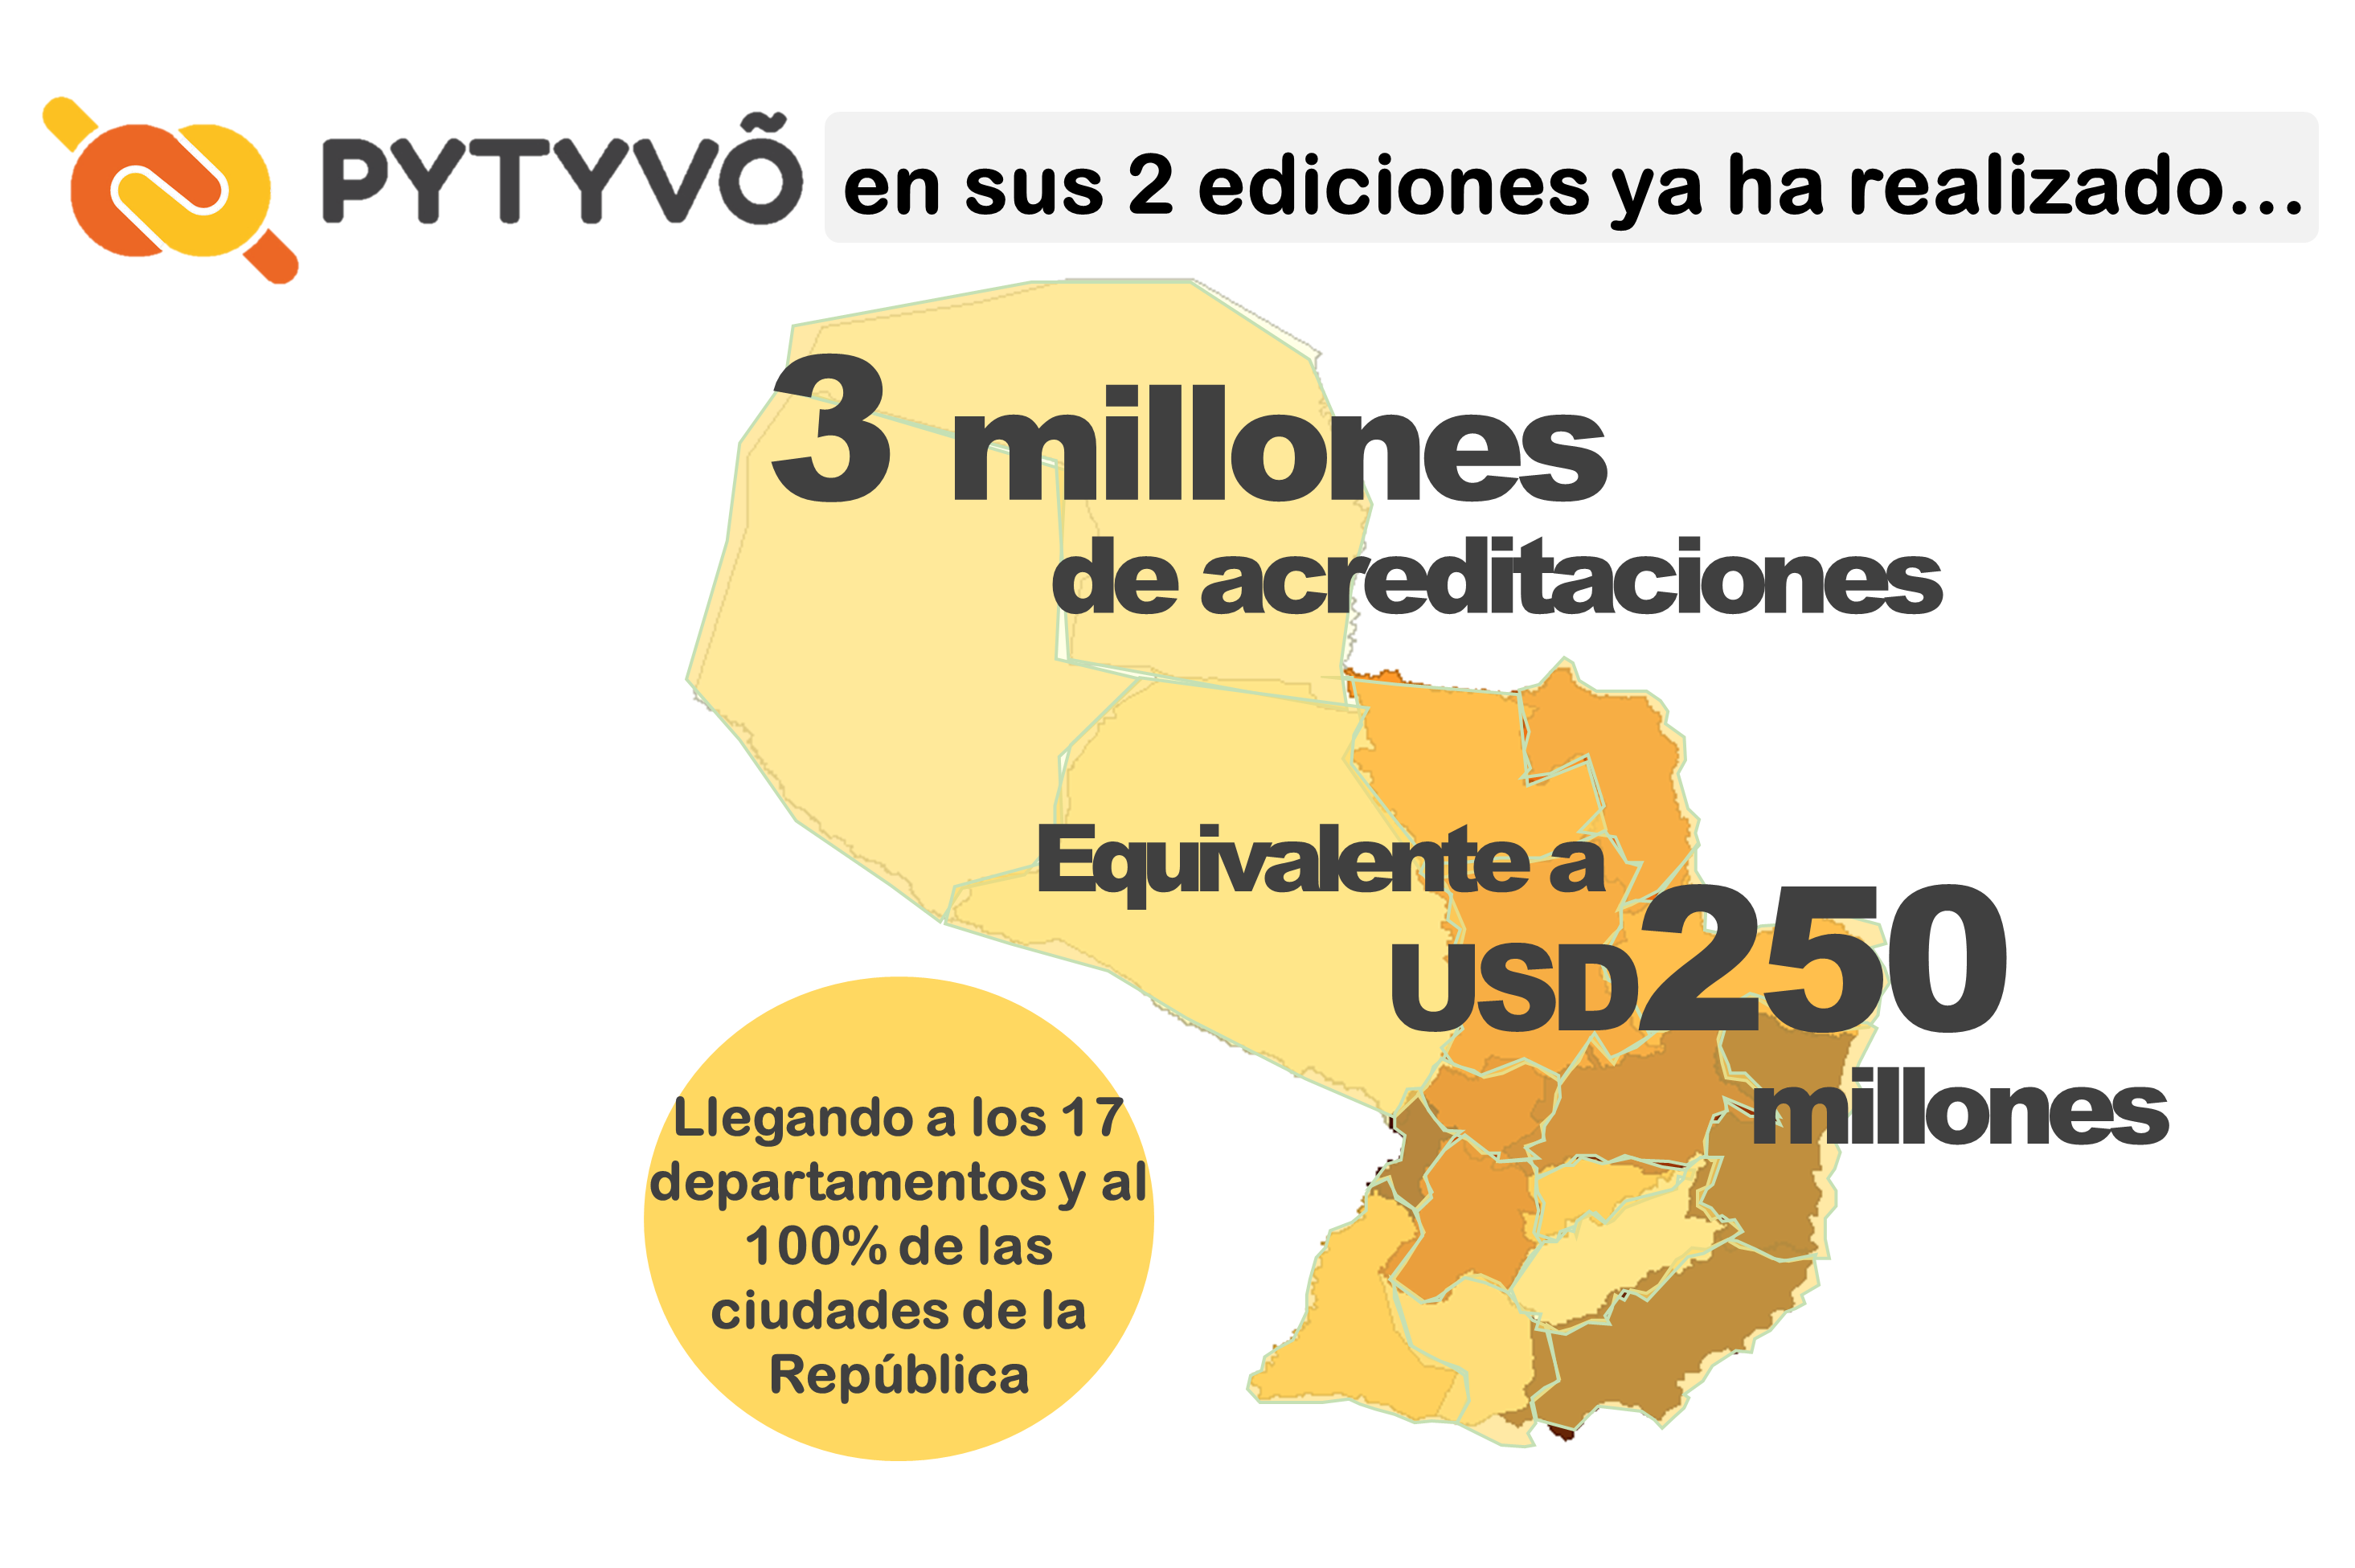 PYTYVÕ en sus 2 ediciones ya ha realizado...
3 millones
de acreditaciones
Equivalente a
USD250
millones
Llegando a los 17
departamentos y al
100% de las
ciudades de la
República